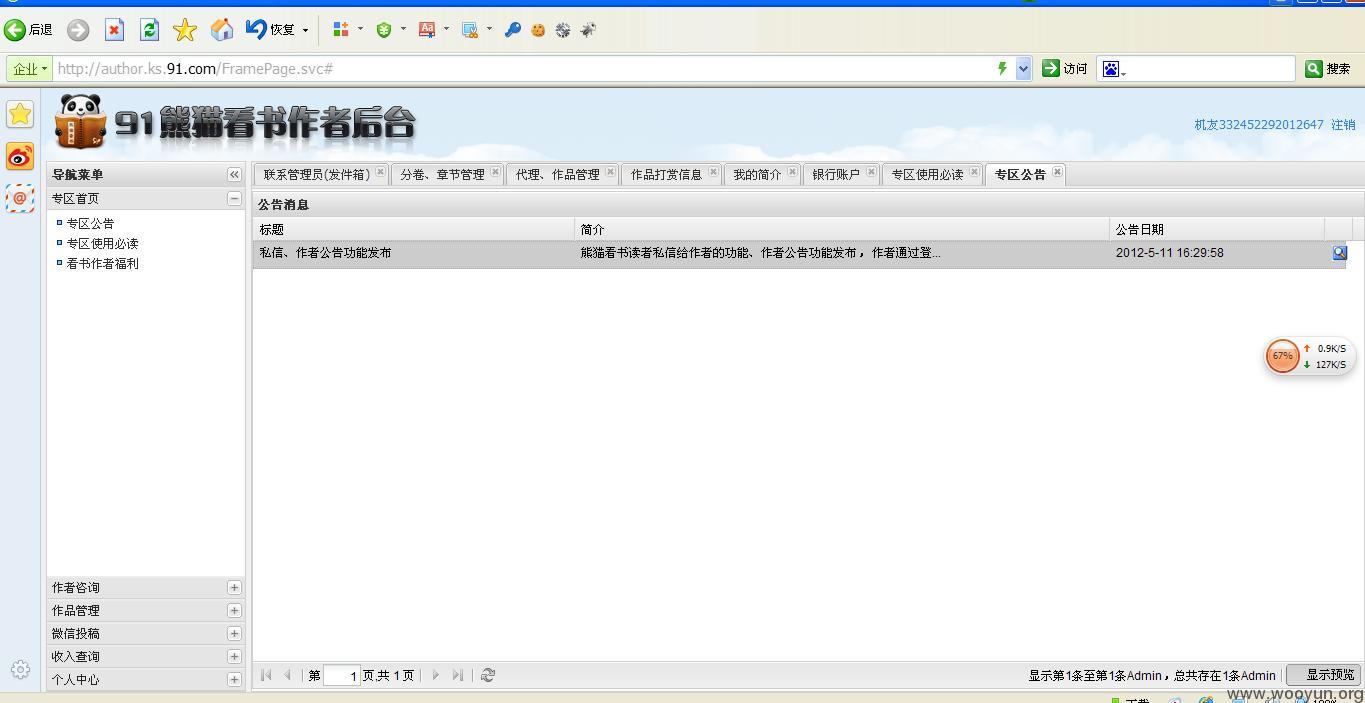 后退 恢复
企业 http://author.ks.91.com/FramePage.svc# 访问 搜索
91熊猫看书作者后台
机友332452292012647 注销
导航菜单
专区首页
专区公告
专区使用必读
看书作者福利
作者咨询
作品管理
微信投稿
收入查询
个人中心
联系管理员(发件箱) 分卷、章节管理 代理、作品管理 作品打赏信息 我的简介 银行账户 专区使用必读 专区公告
公告消息
标题 简介 公告日期
私信、作者公告功能发布 熊猫看书读者私信给作者的功能、作者公告功能发布，作者通过登... 2012-5-11 16:29:58
67% 0.9K/S
127K/S
第 1 页,共 1 页 显示第1条至第1条Admin，总共存在1条Admin 显示预览
www.wooyun.org
下载 100%